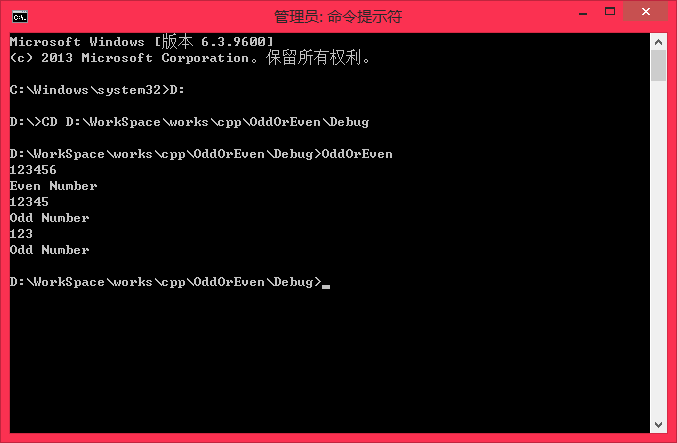 管理员: 命令提示符
Microsoft Windows [版本 6.3.9600]
(c) 2013 Microsoft Corporation。保留所有权利。
C:\Windows\system32>D:
D:\>CD D:\WorkSpace\works\cpp\OddOrEven\Debug
D:\WorkSpace\works\cpp\OddOrEven\Debug>OddOrEven
123456
Even Number
12345
Odd Number
123
Odd Number
D:\WorkSpace\works\cpp\OddOrEven\Debug>